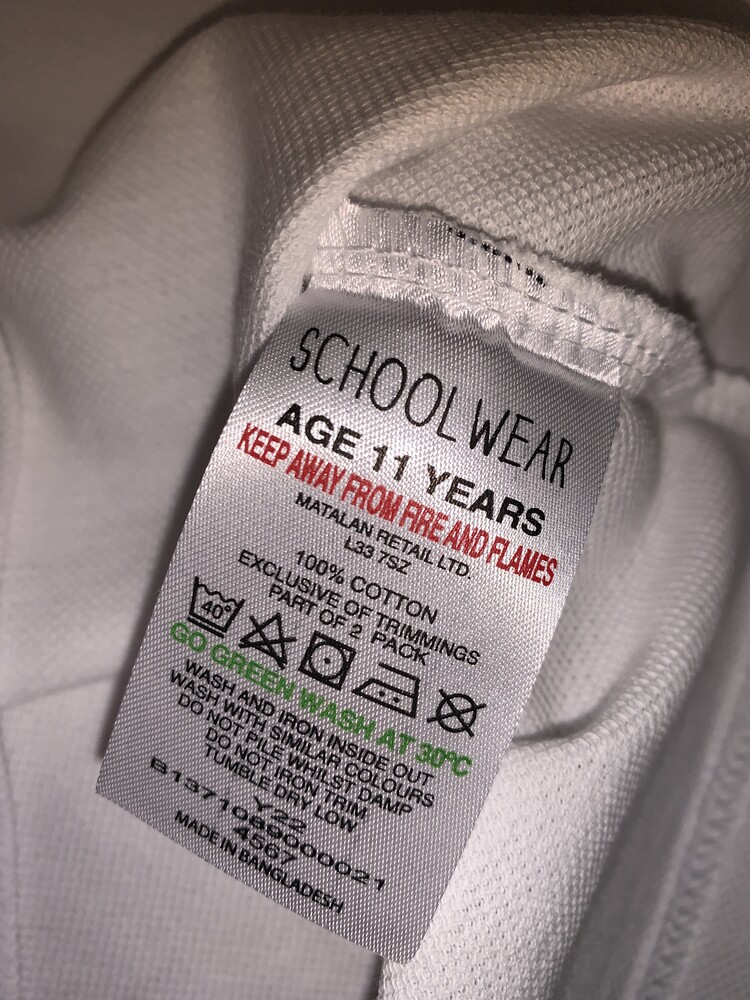 SCHOOLWEAR
AGE 11 YEARS
KEEP AWAY FROM FIRE AND FLAMES
MATALAN RETAIL LTD.
L33 7SZ
100% COTTON
EXCLUSIVE OF TRIMMINGS
PART OF 2 PACK
40°
GO GREEN WASH AT 30ºC
WASH AND IRON INSIDE OUT
WASH WITH SIMILAR COLOURS
DO NOT PILE WHILST DAMP
DO NOT IRON TRIM
TUMBLE DRY LOW
B1371089000021
Y22
4567
MADE IN BANGLADESH